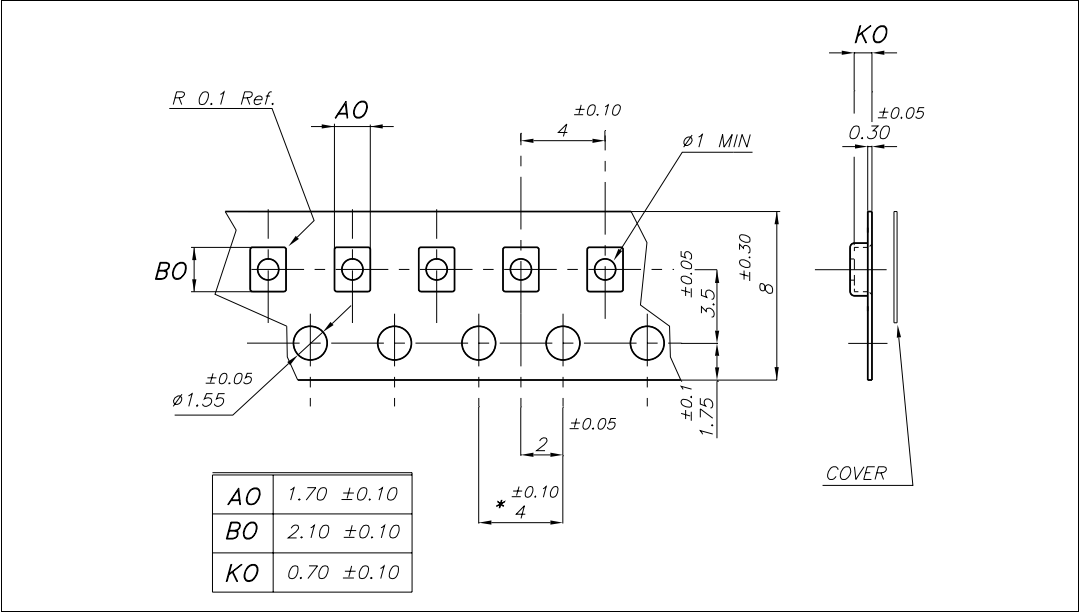 KO
R 0.1 Ref.
AO
±0.10
4
±0.05
0.30
ø1 MIN
BO
±0.05
3.5
±0.30
8
±0.05
ø1.55
±0.1
1.75
±0.05
2
±0.10
* 4
COVER
AO 1.70 ±0.10
BO 2.10 ±0.10
KO 0.70 ±0.10